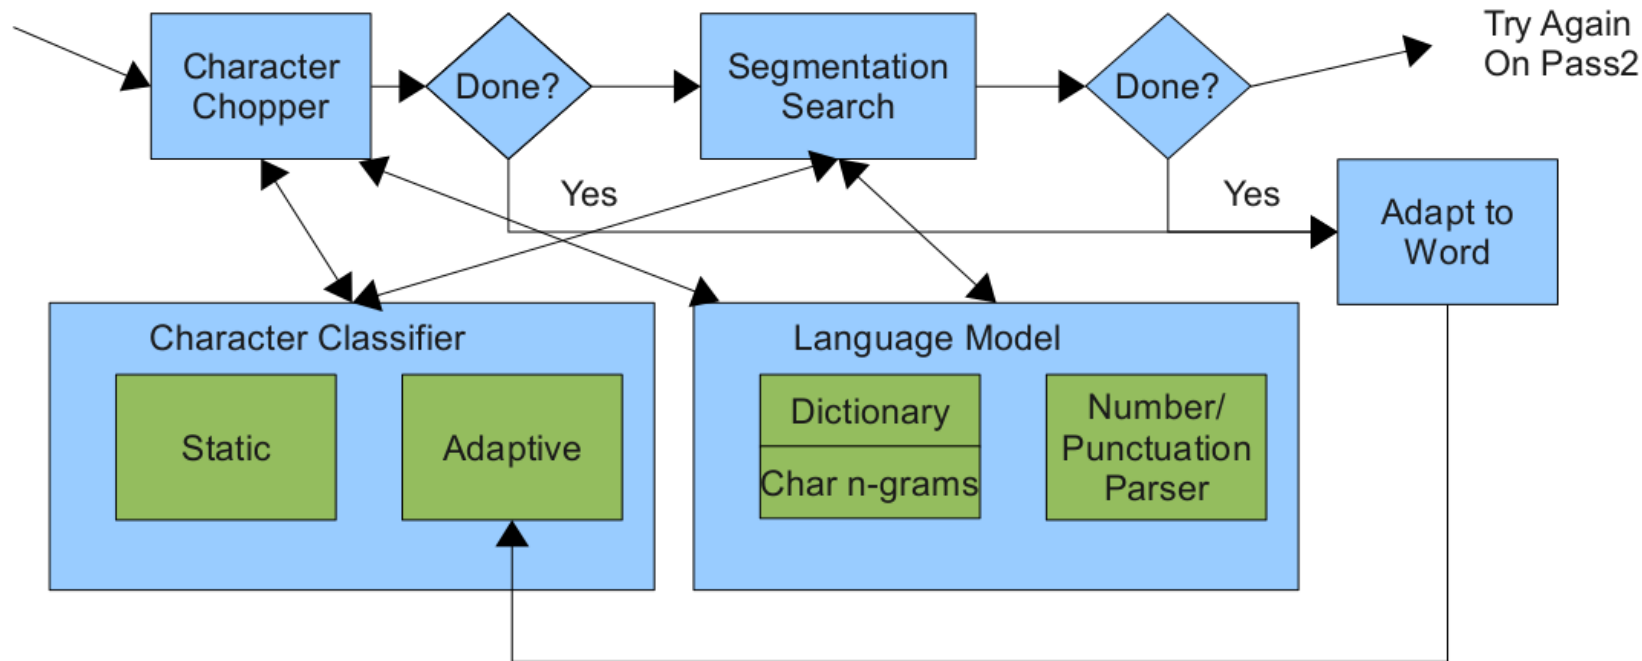 Character
Chopper
Done?
Segmentation
Search
Done?
Try Again
On Pass2
Yes
Yes
Adapt to
Word
Character Classifier
Static
Adaptive
Language Model
Dictionary
Char n-grams
Number/
Punctuation
Parser